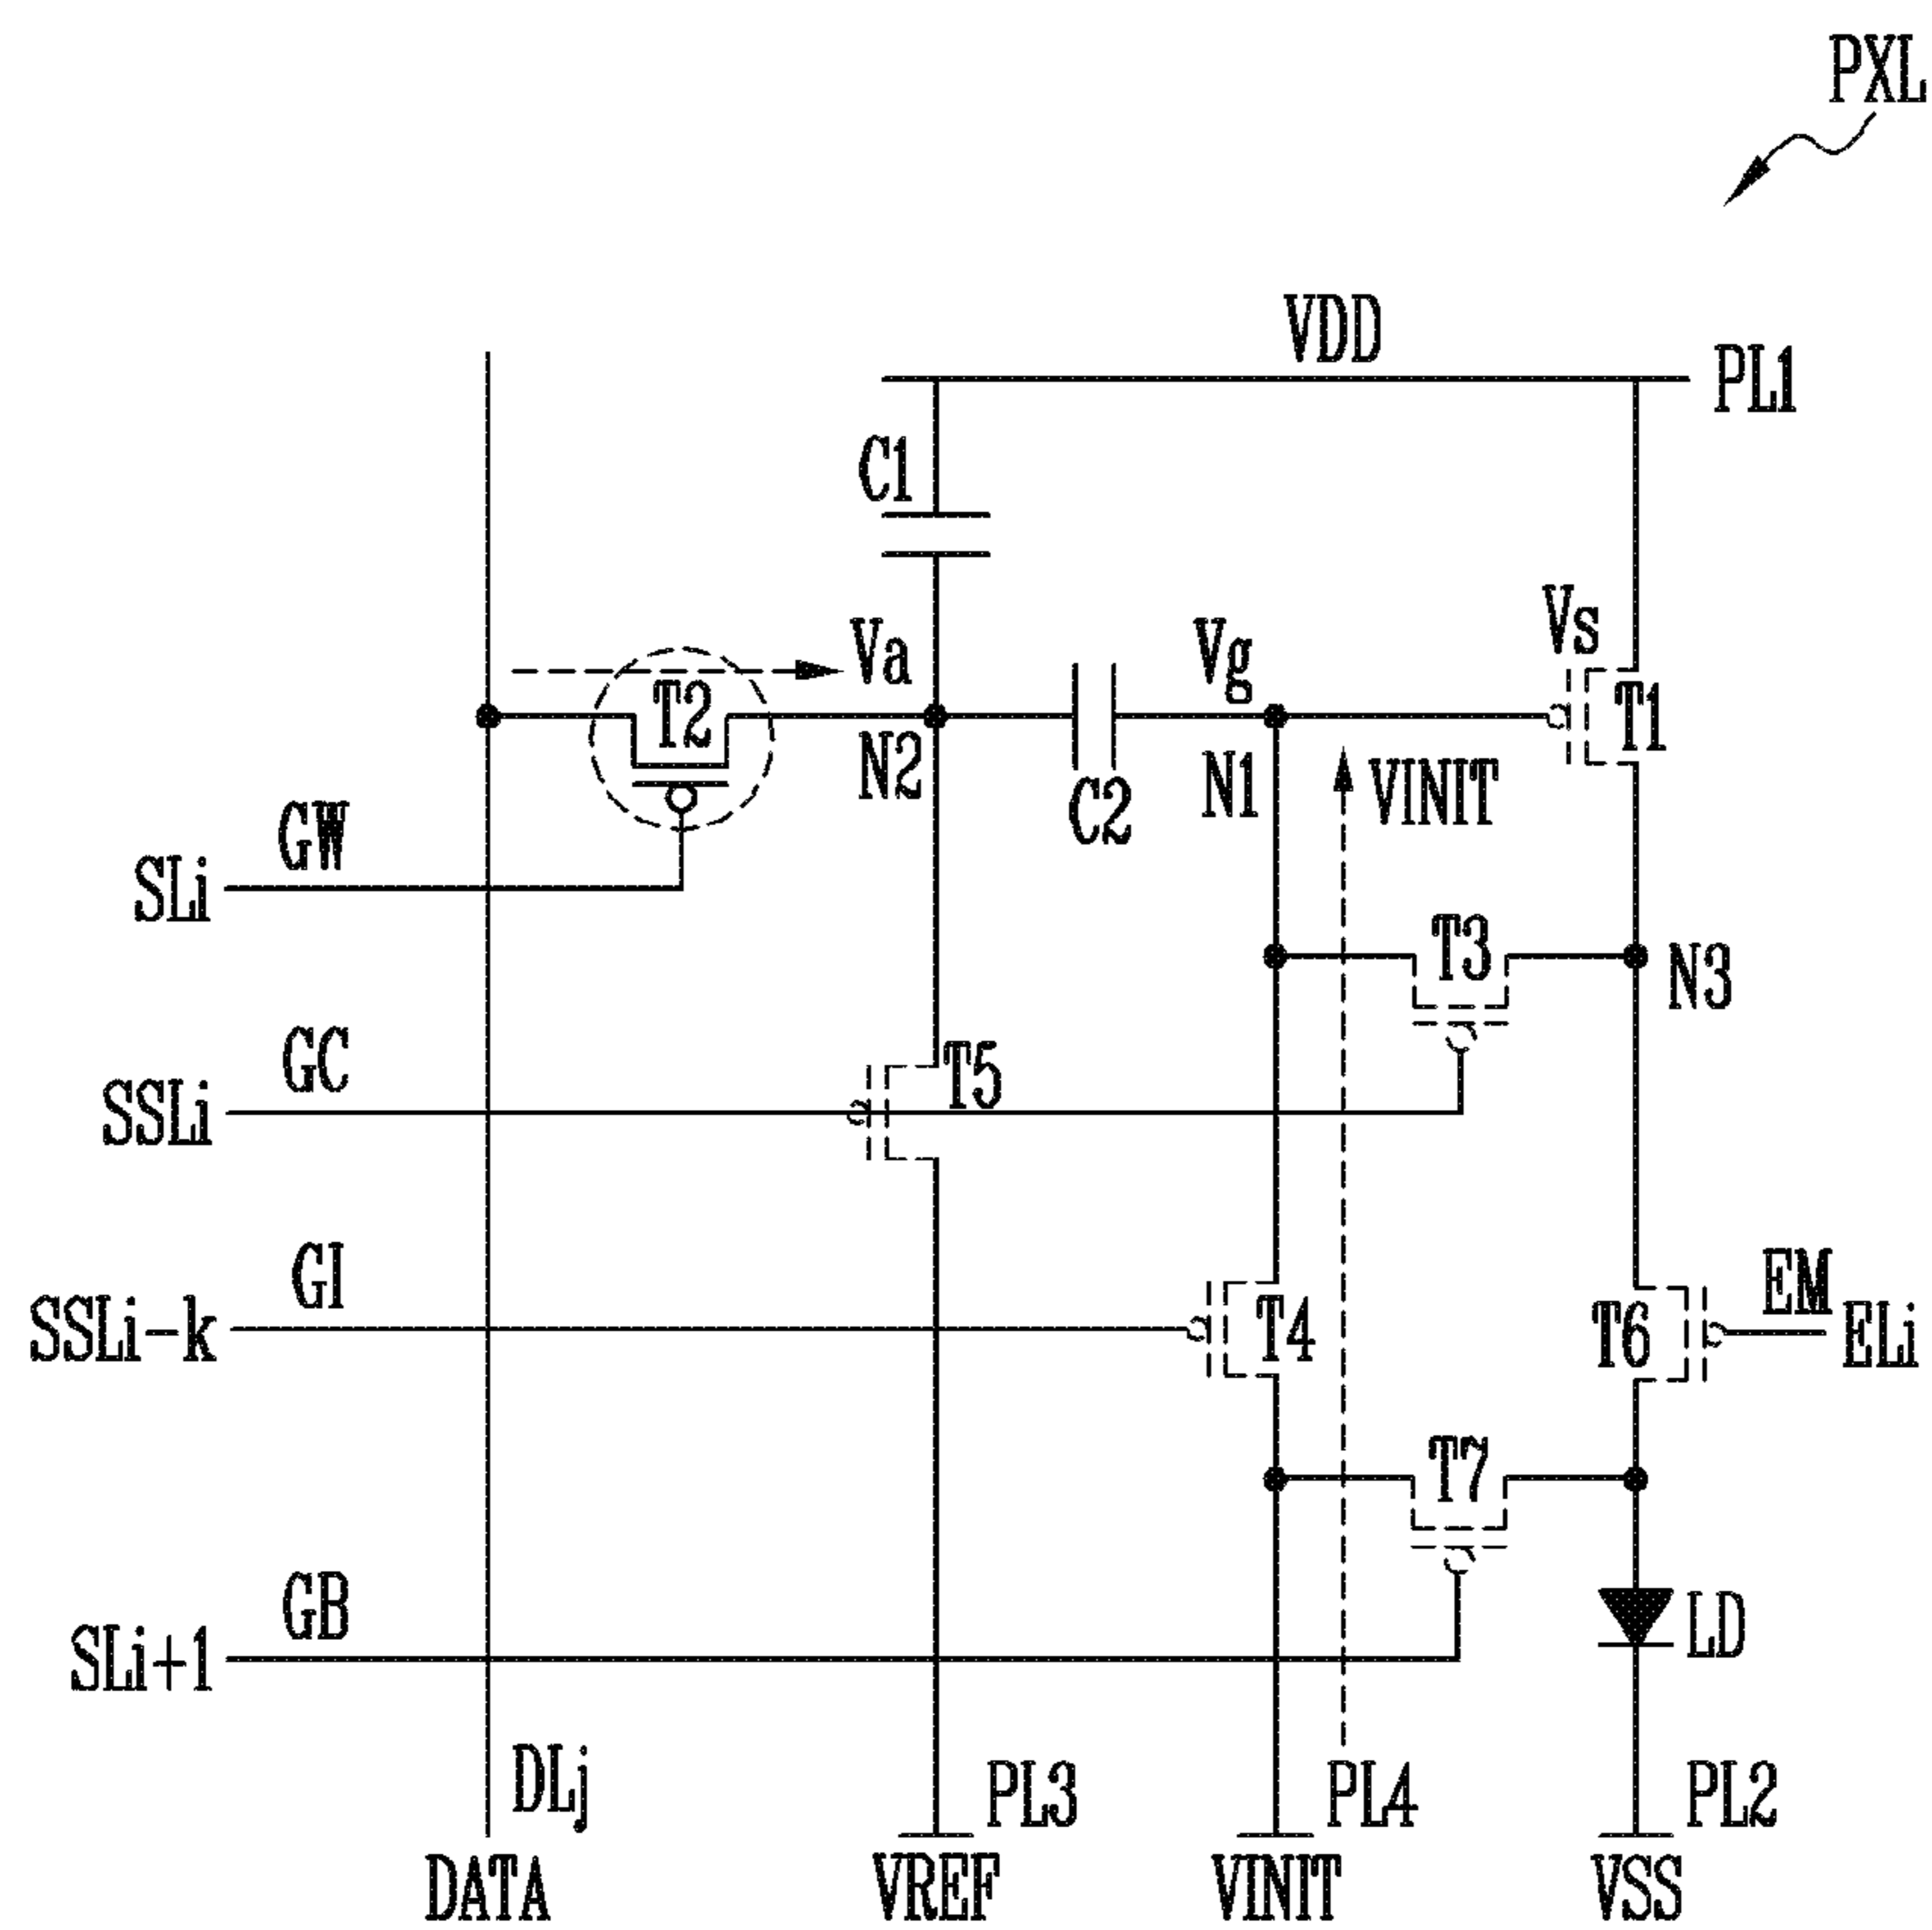 PXL
VDD
PL1
C1
Va
Vg
Vs
T2
T1
N2
N1
VINIT
C2
GW
SLi
T3
N3
GC
SSLi
T5
GI
SSLi-k
T4
T6
EM
ELi
T7
GB
SLi+1
LD
DLj
PL3
PL4
PL2
DATA
VREF
VINIT
VSS